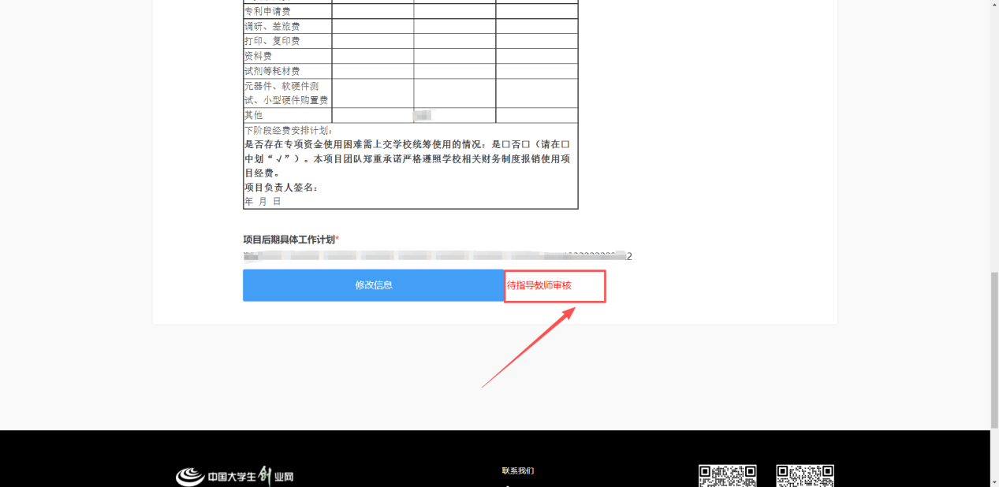 专利申请费
调研、差旅费
打印、复印费
资料费
试剂等耗材费
元器件、软硬件测
试、小型硬件购置费
其他
下阶段经费安排计划：
是否存在专项资金使用困难需上交学校统筹使用的情况：是□否□（请在□
中划“√”）。本项目团队郑重承诺严格遵照学校相关财务制度报销使用项
目经费。
项目负责人签名：
年 月 日
项目后期具体工作计划*
修改信息
待指导教师审核
中国大学生创业网
联系我们